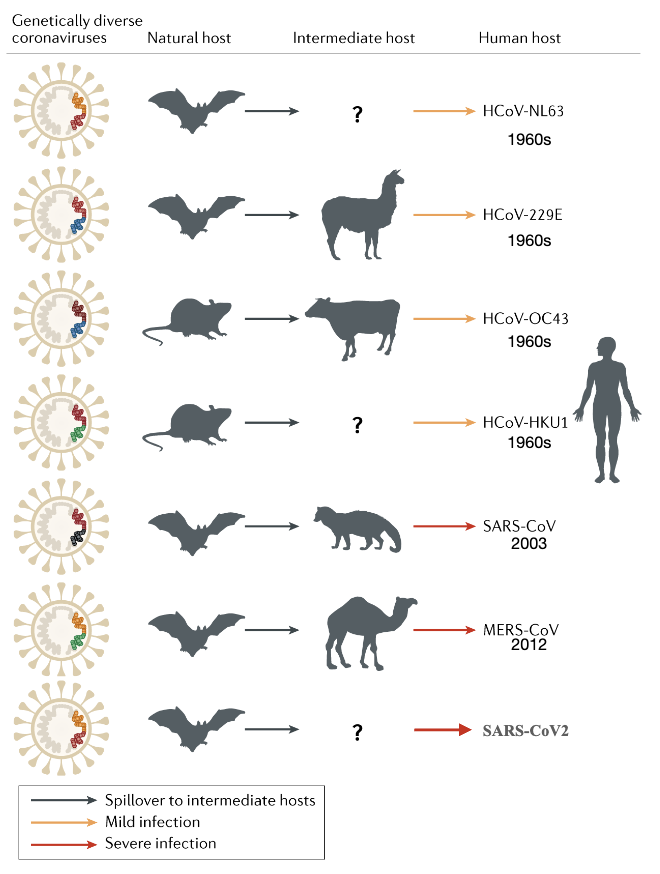 Genetically diverse
coronaviruses
Natural host
Intermediate host
Human host
?
HCoV-NL63
1960s
HCoV-229E
1960s
HCoV-OC43
1960s
?
HCoV-HKU1
1960s
SARS-CoV
2003
MERS-CoV
2012
?
SARS-CoV2
Spillover to intermediate hosts
Mild infection
Severe infection